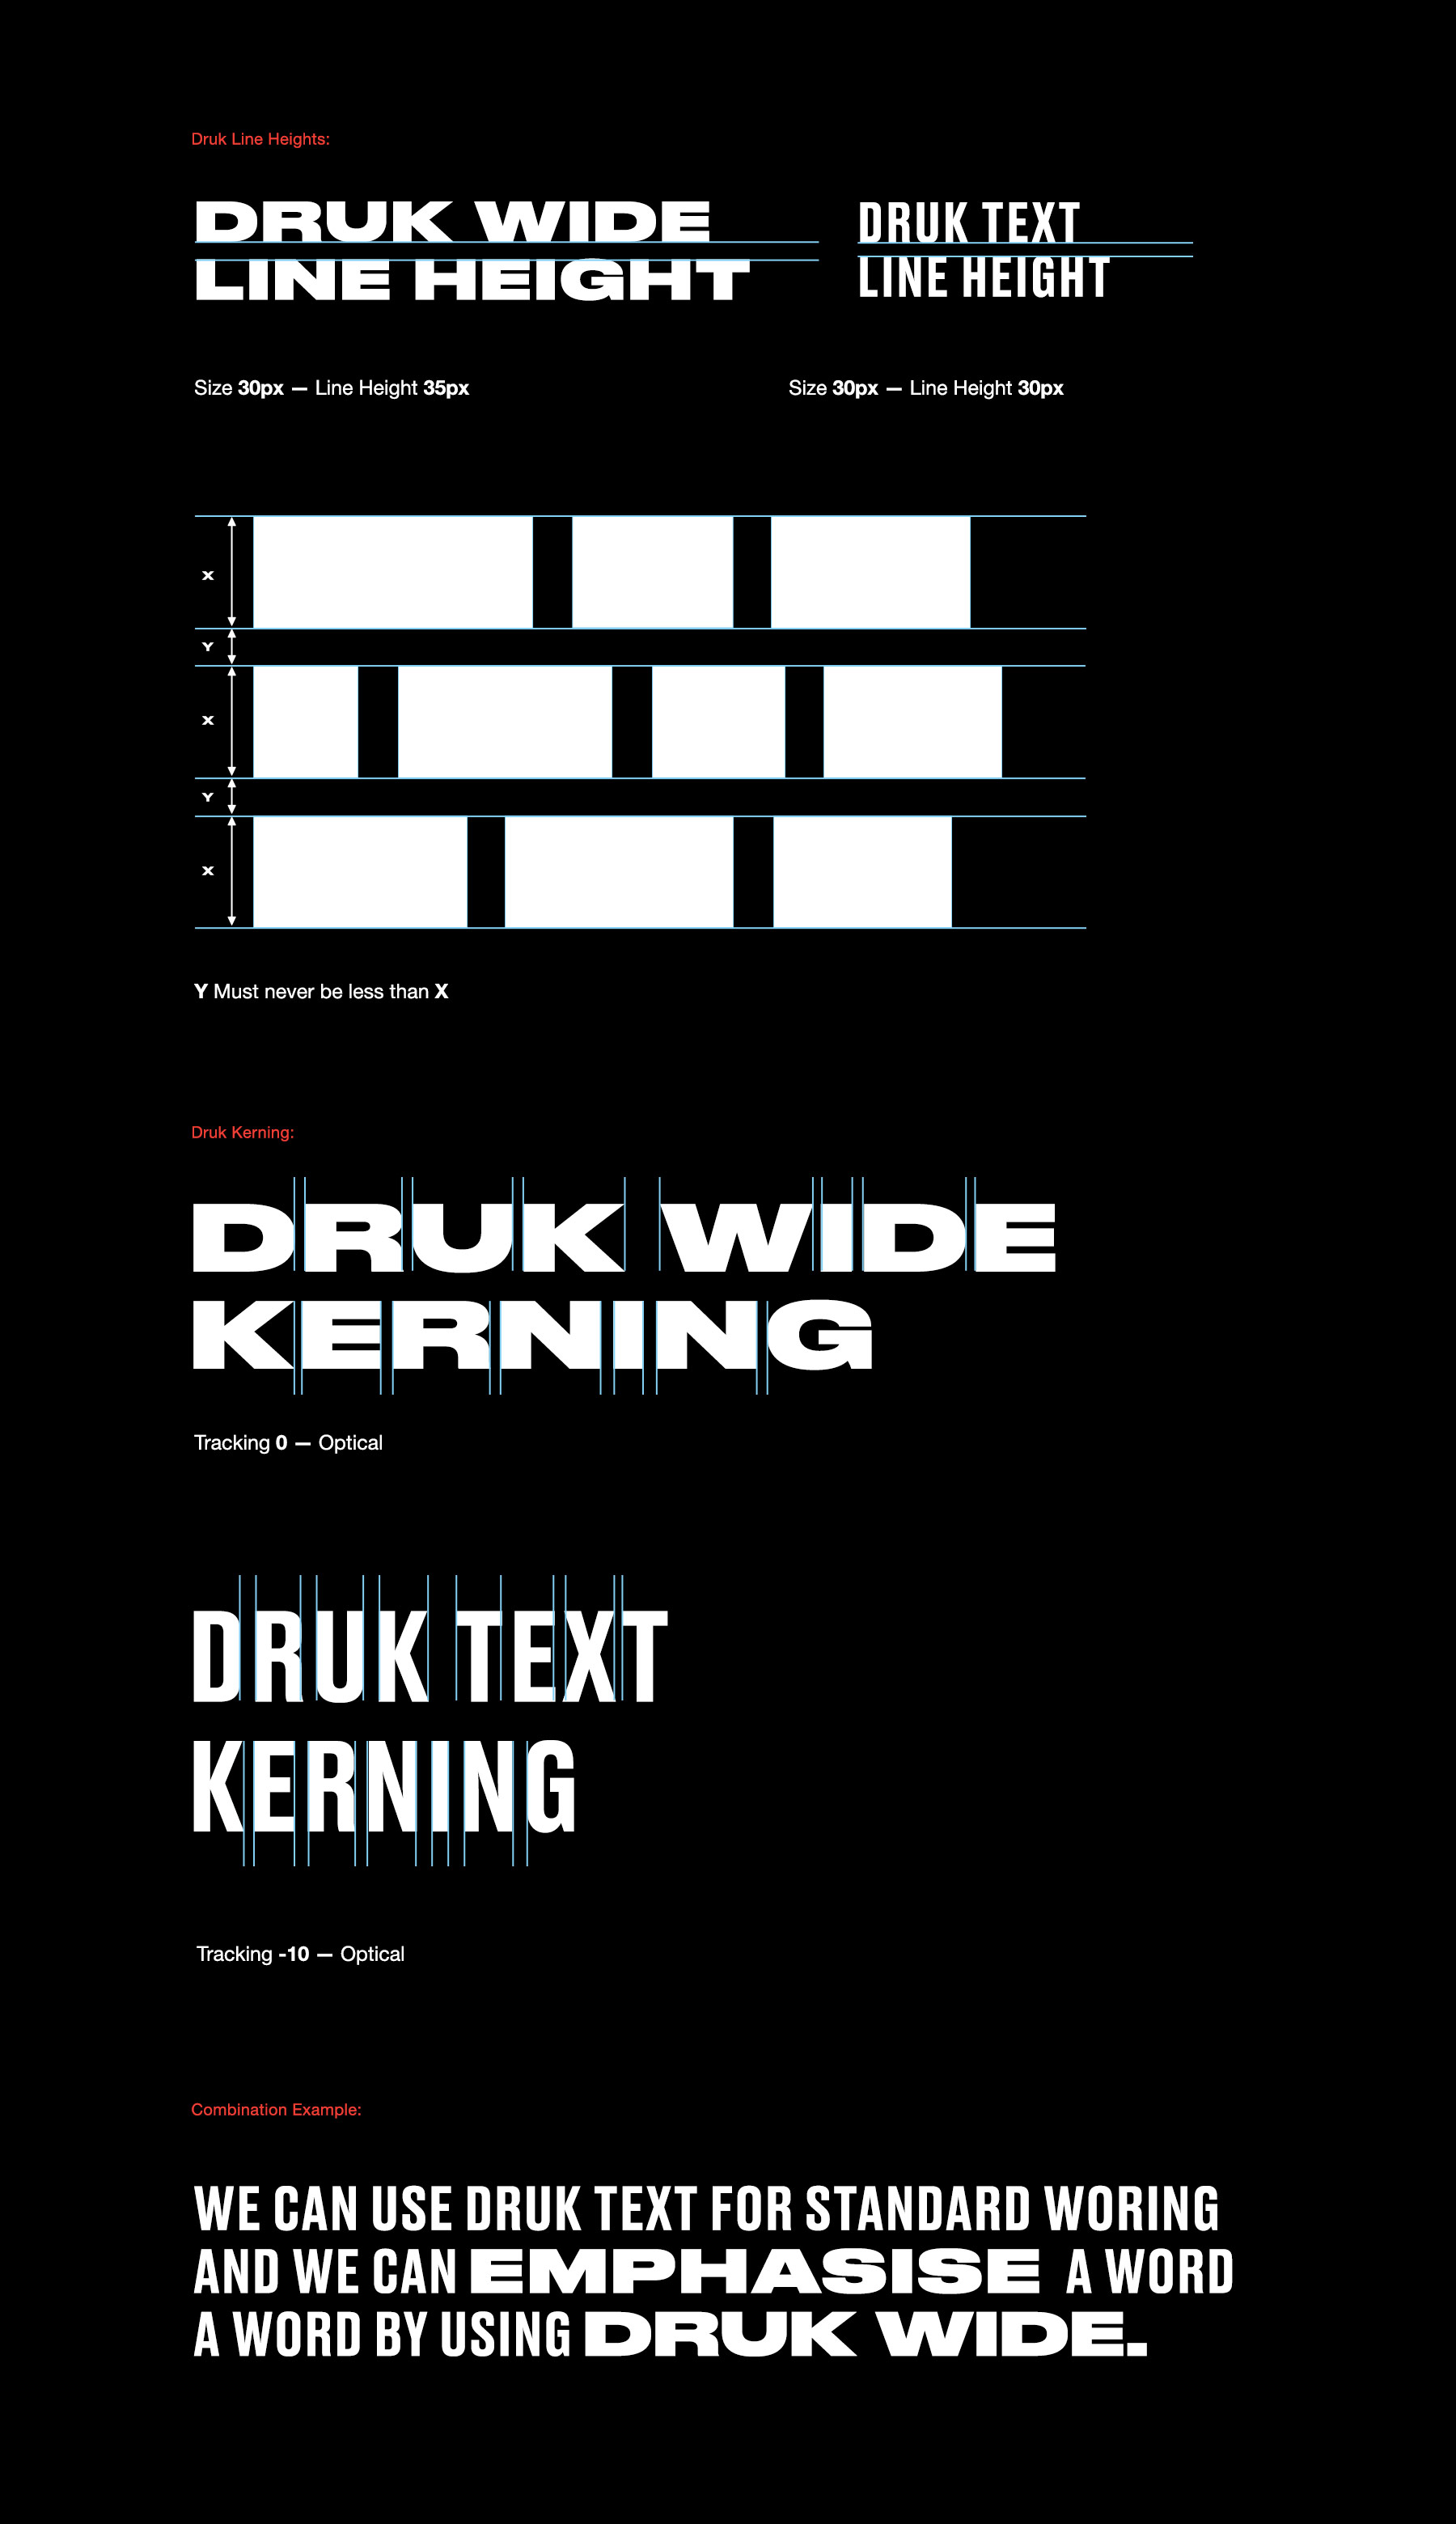 Druk Line Heights:
DRUK WIDE
LINE HEIGHT
DRUK TEXT
LINE HEIGHT
Size 30px — Line Height 35px
Size 30px — Line Height 30px
X
Y
X
Y
X
Y Must never be less than X
Druk Kerning:
DRUK WIDE
KERNING
Tracking 0 — Optical
DRUK TEXT
KERNING
Tracking -10 — Optical
Combination Example:
WE CAN USE DRUK TEXT FOR STANDARD WORING
AND WE CAN EMPHASISE A WORD
A WORD BY USING DRUK WIDE.